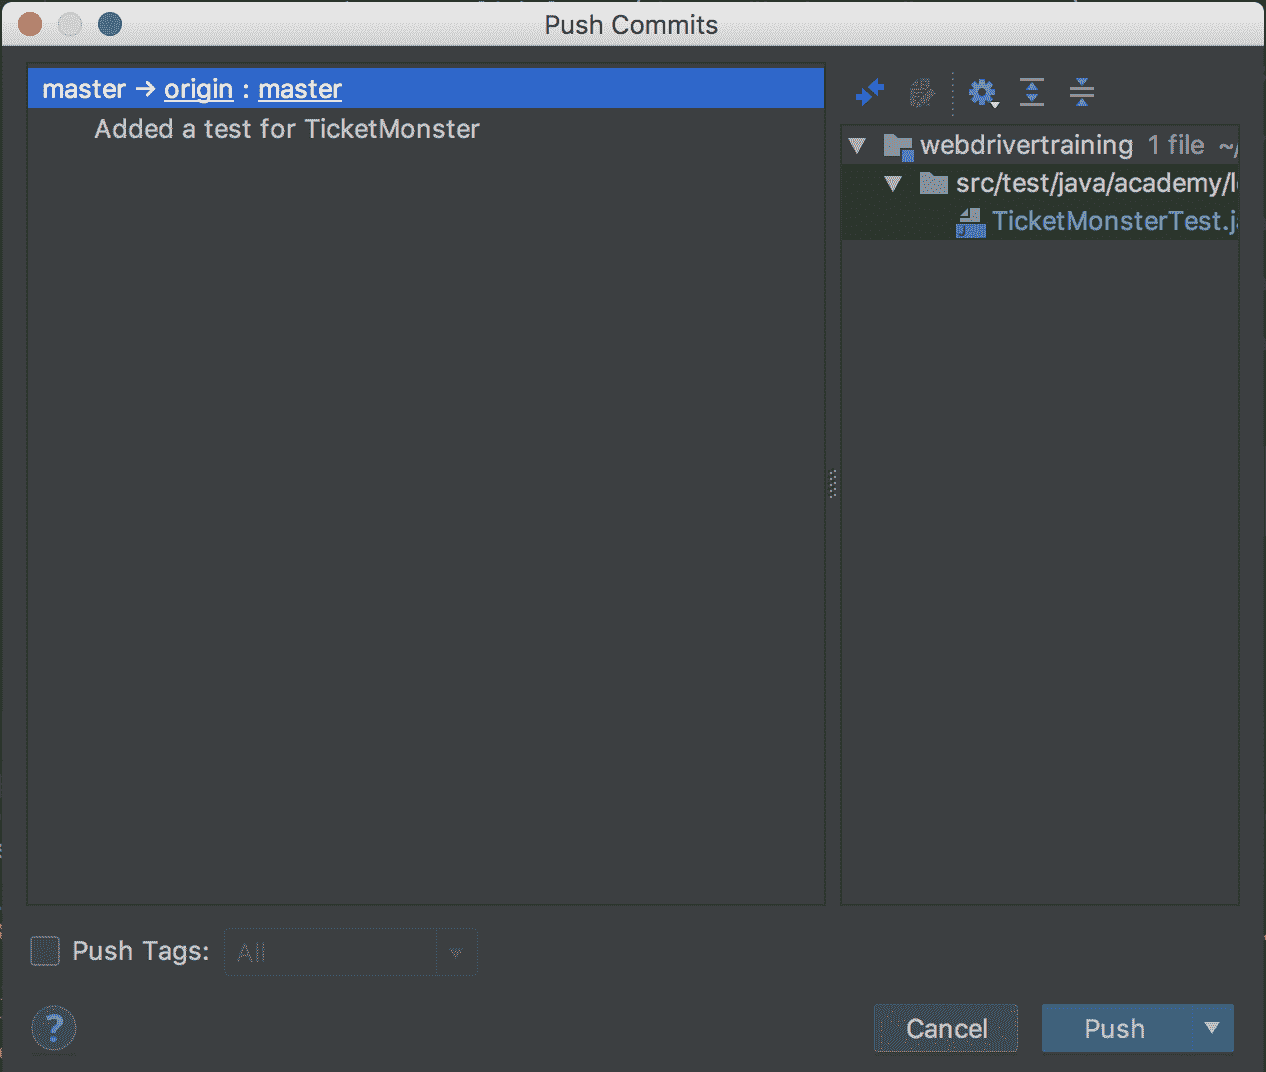 Push Commits
master → origin : master
Added a test for TicketMonster
webdrivertraining 1 file ~/
src/test/java/academy/l
TicketMonsterTest.j
Push Tags: All
? Cancel Push